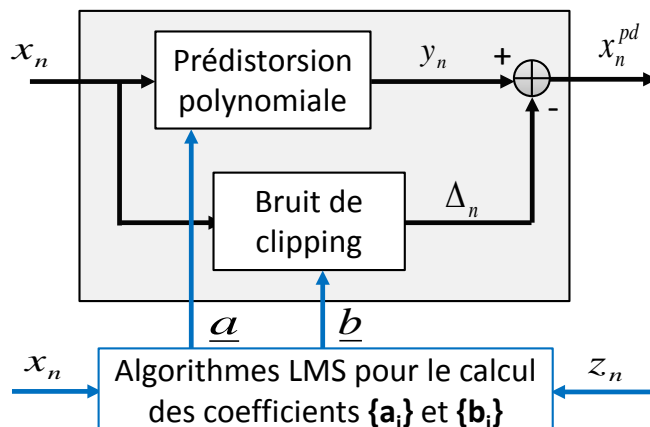 x_n
Prédistorsion
polynomiale
y_n
+
x_n^{pd}
-
Bruit de
clipping
Δ_n
a
b
x_n
Algorithmes LMS pour le calcul
des coefficients {a_i} et {b_i}
z_n